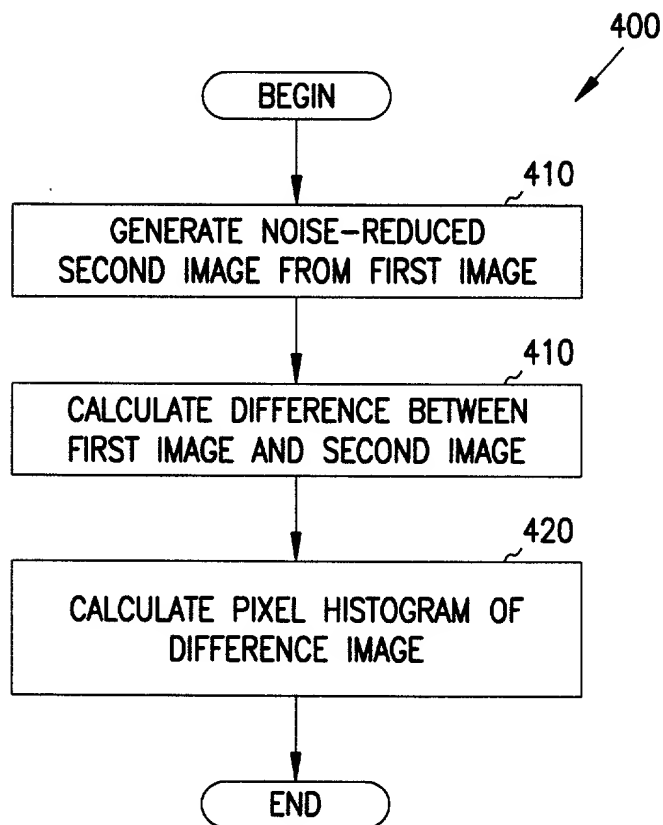 400
BEGIN
410
GENERATE NOISE-REDUCED
SECOND IMAGE FROM FIRST IMAGE
410
CALCULATE DIFFERENCE BETWEEN
FIRST IMAGE AND SECOND IMAGE
420
CALCULATE PIXEL HISTOGRAM OF
DIFFERENCE IMAGE
END